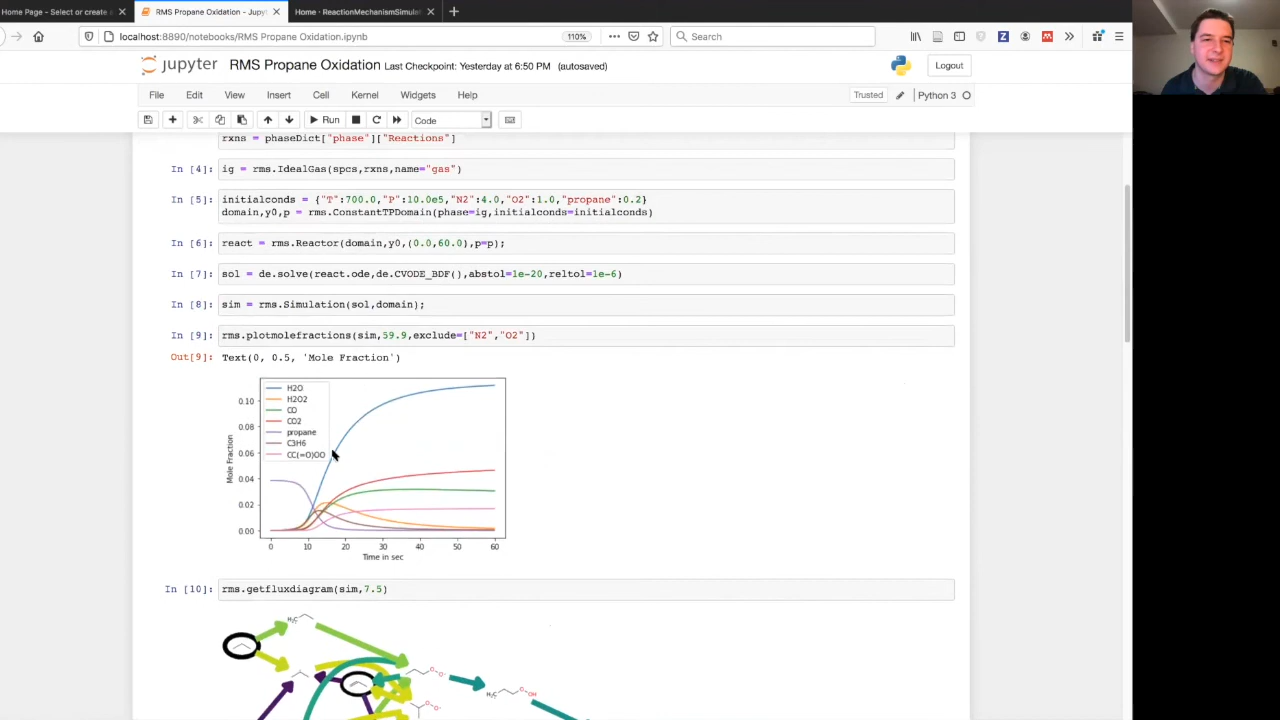 Home Page - Select or create a
RMS Propane Oxidation - Jupyt
Home · ReactionMechanismSimula
localhost:8890/notebooks/RMS Propane Oxidation.ipynb
110%
Search
jupyter RMS Propane Oxidation Last Checkpoint: Yesterday at 6:50 PM (autosaved)
Logout
File Edit View Insert Cell Kernel Widgets Help
Trusted
Python 3
Run
Code
rxns = phaseDict["phase"]["Reactions"]
In [4]: ig = rms.IdealGas(spcs,rxns,name="gas")
In [5]: initialconds = {"T":700.0,"P":10.0e5,"N2":4.0,"O2":1.0,"propane":0.2}
domain,y0,p = rms.ConstantTPDomain(phase=ig,initialconds=initialconds)
In [6]: react = rms.Reactor(domain,y0,(0.0,60.0),p=p);
In [7]: sol = de.solve(react.ode,de.CVODE_BDF(),abstol=1e-20,reltol=1e-6)
In [8]: sim = rms.Simulation(sol,domain);
In [9]: rms.plotmolefractions(sim,59.9,exclude=["N2","O2"])
Out[9]: Text(0, 0.5, 'Mole Fraction')
H2O
H2O2
CO
CO2
propane
C3H6
CC(=O)OO
Mole Fraction
0.10
0.08
0.06
0.04
0.02
0.00
0 10 20 30 40 50 60
Time in sec
In [10]: rms.getfluxdiagram(sim,7.5)